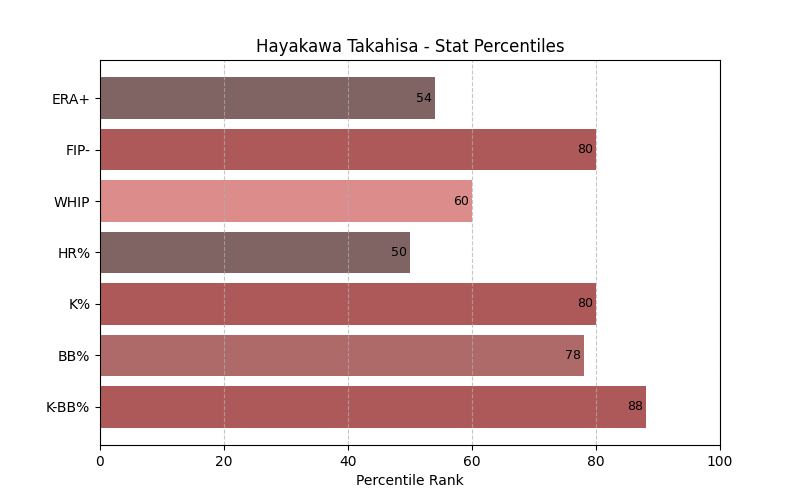 Hayakawa Takahisa - Stat Percentiles
ERA+ 54
FIP- 80
WHIP 60
HR% 50
K% 80
BB% 78
K-BB% 88
0 20 40 60 80 100
Percentile Rank